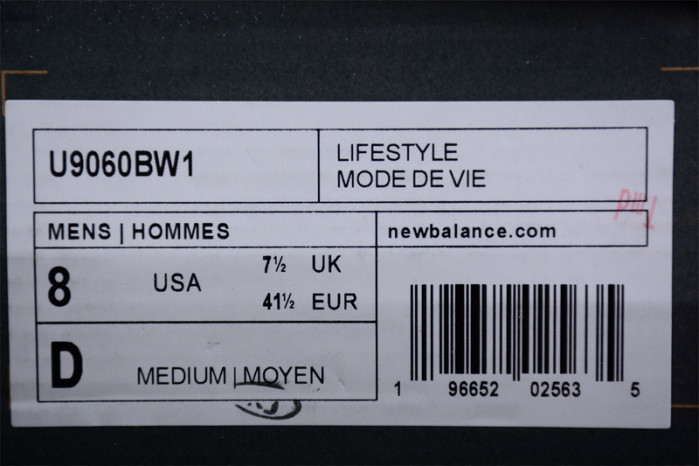 U9060BW1
LIFESTYLE
MODE DE VIE
MENS | HOMMES
newbalance.com
8 USA 7½ UK
41½ EUR
D MEDIUM | MOYEN
1 96652 02563 5